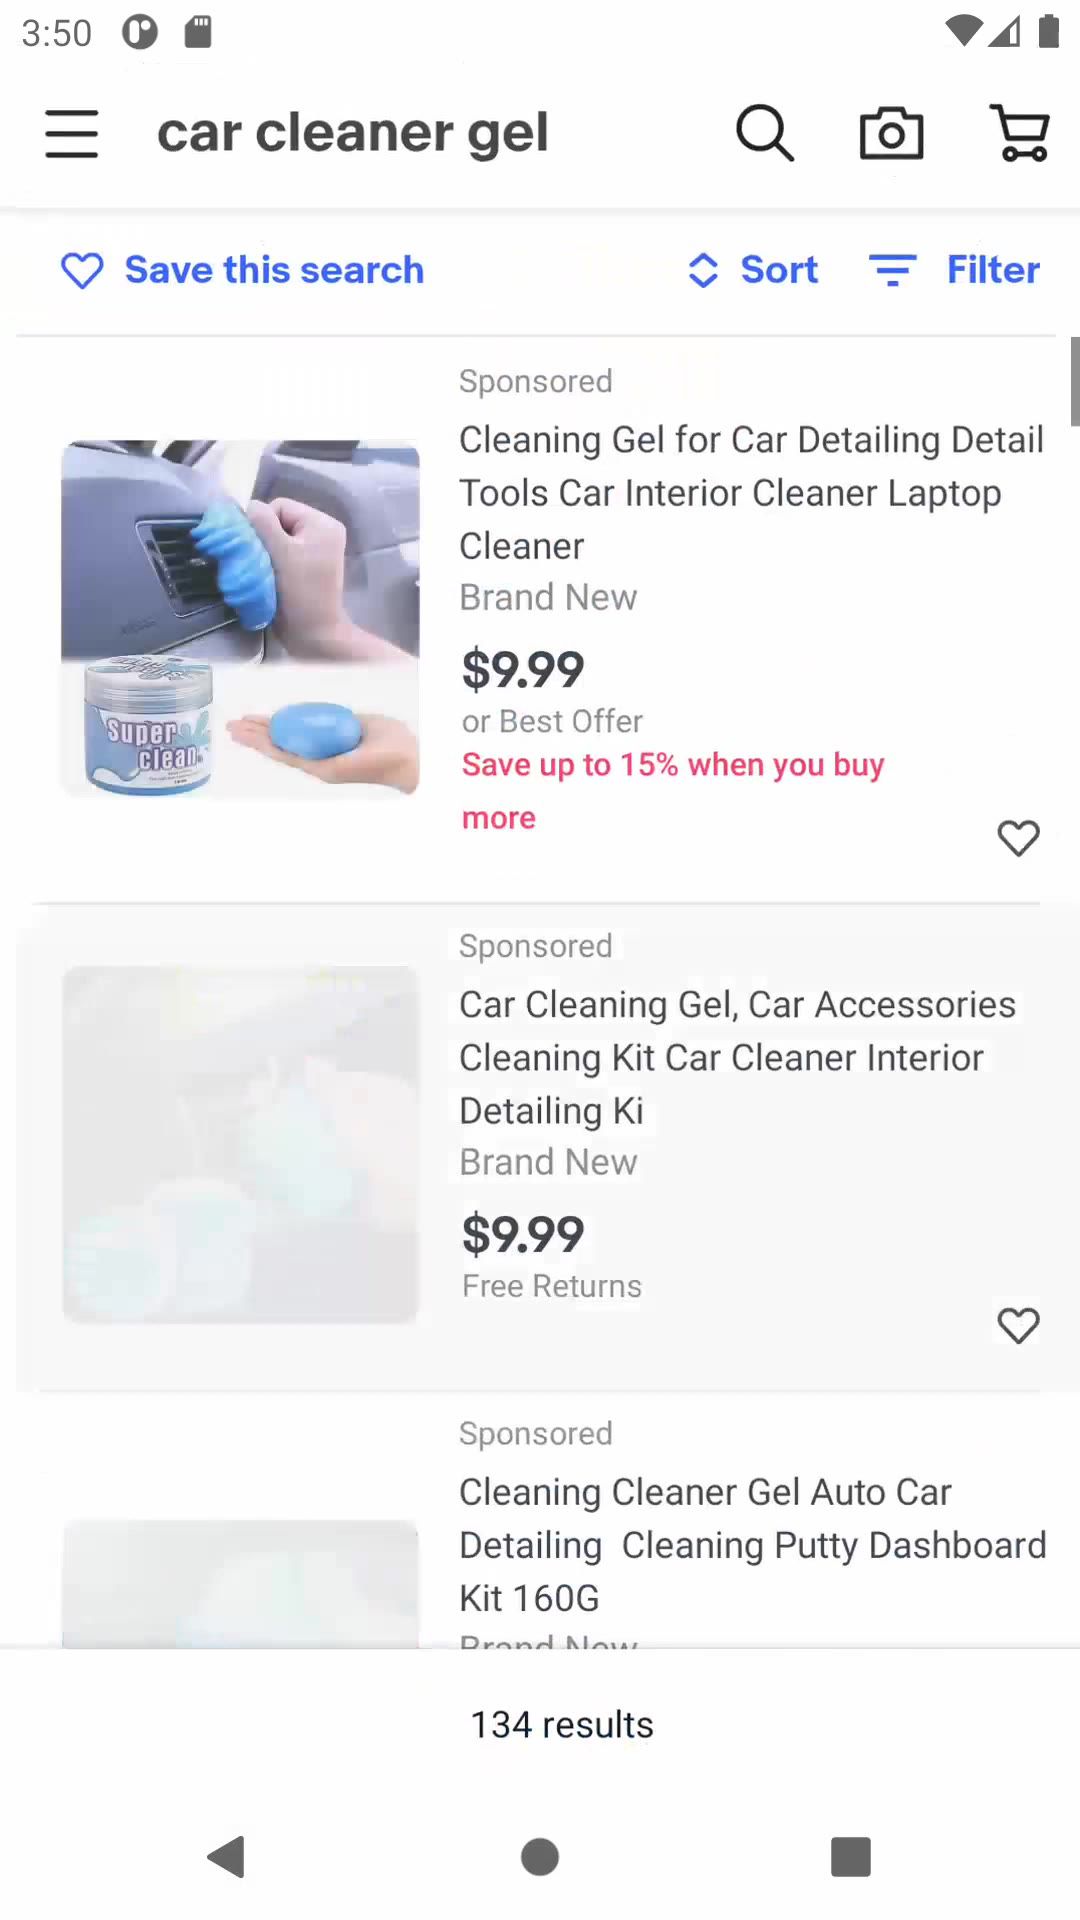 3:50
car cleaner gel
Save this search
Sort
Filter
Sponsored
Cleaning Gel for Car Detailing Detail
Tools Car Interior Cleaner Laptop
Cleaner
Brand New
$9.99
or Best Offer
Save up to 15% when you buy
more
Super
clean
Sponsored
Car Cleaning Gel, Car Accessories
Cleaning Kit Car Cleaner Interior
Detailing Ki
Brand New
$9.99
Free Returns
Sponsored
Cleaning Cleaner Gel Auto Car
Detailing  Cleaning Putty Dashboard
Kit 160G
Brand New
134 results